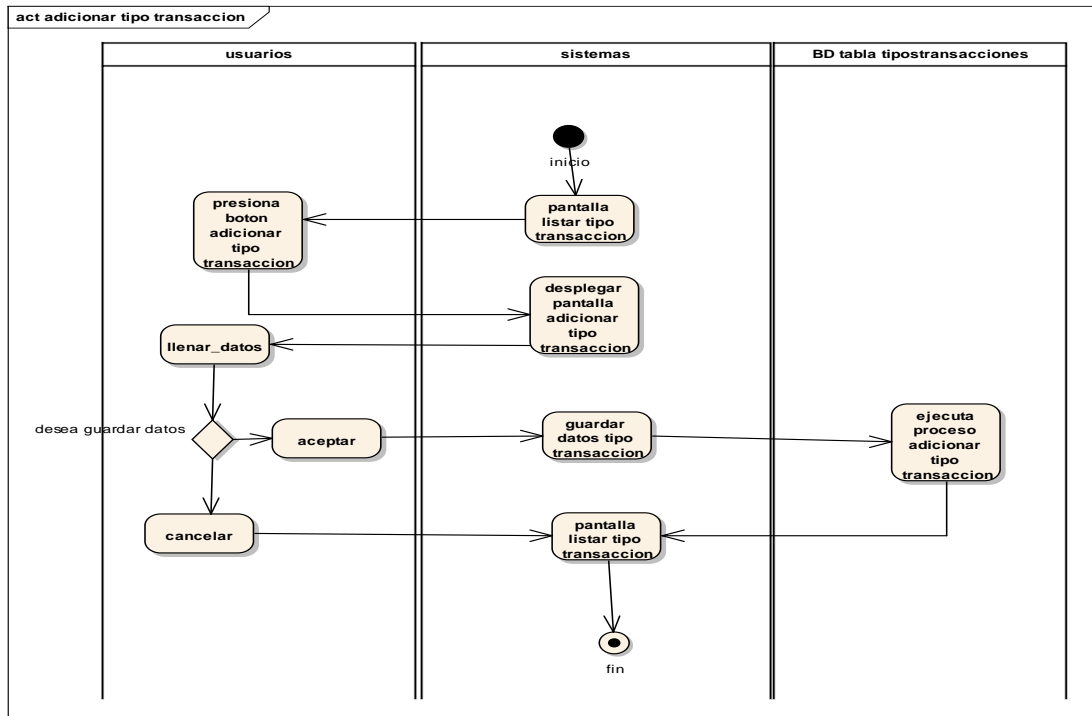 act adicionar tipo transaccion
usuarios
sistemas
BD tabla tipostransacciones
inicio
presiona
boton
adicionar
tipo
transaccion
pantalla
listar tipo
transaccion
desplegar
pantalla
adicionar
tipo
transaccion
llenar_datos
desea guardar datos
aceptar
guardar
datos tipo
transaccion
ejecuta
proceso
adicionar
tipo
transaccion
cancelar
pantalla
listar tipo
transaccion
fin